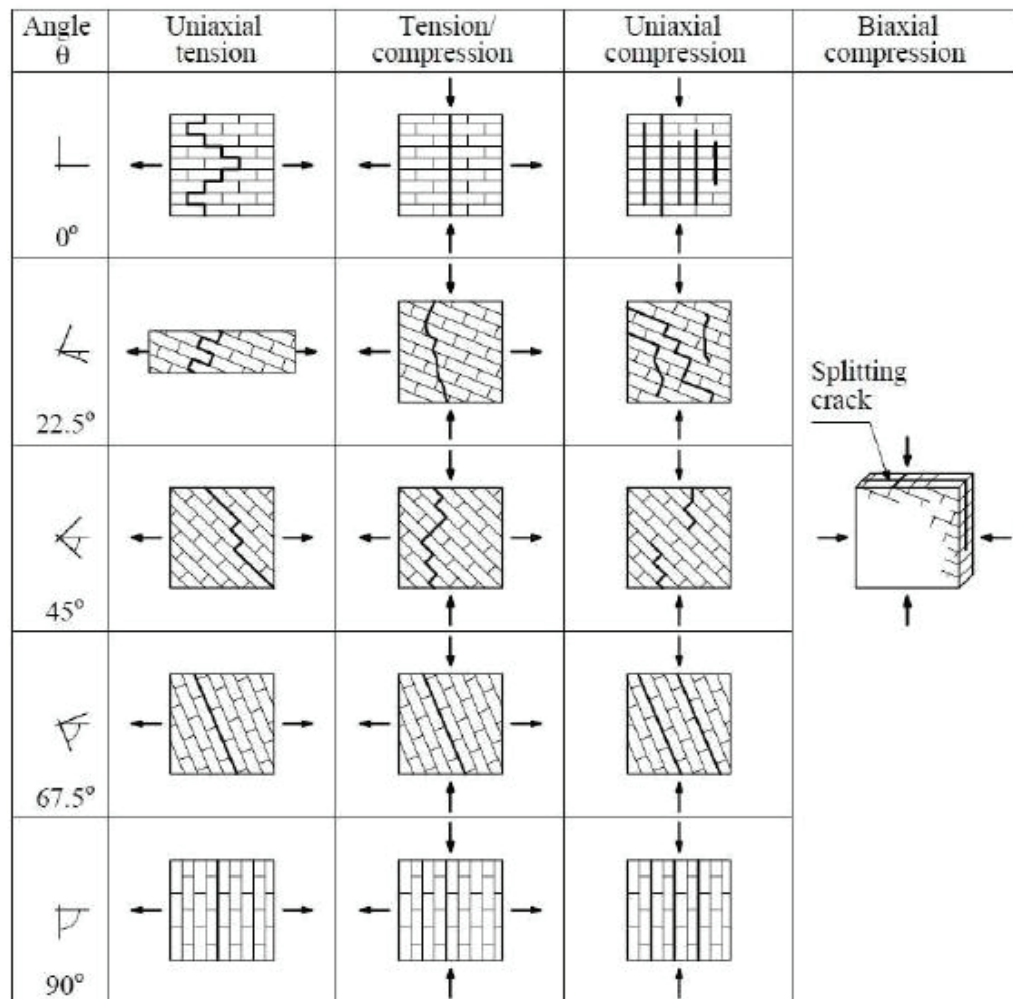 Angle
θ
Uniaxial
tension
Tension/
compression
Uniaxial
compression
Biaxial
compression
0°
22.5°
Splitting
crack
45°
67.5°
90°